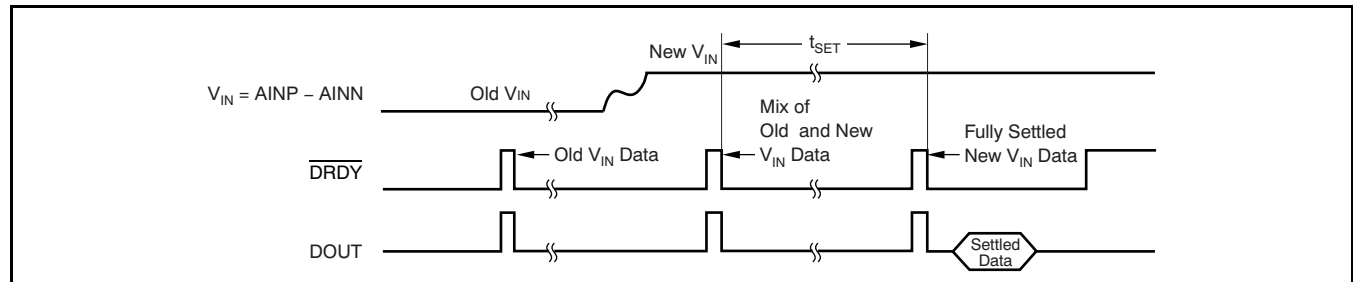 New V_IN
t_SET
V_IN = AINP − AINN
Old VIN
Mix of
Old and New
V_IN Data
Fully Settled
New V_IN Data
Old V_IN Data
DRDY
DOUT
Settled
Data